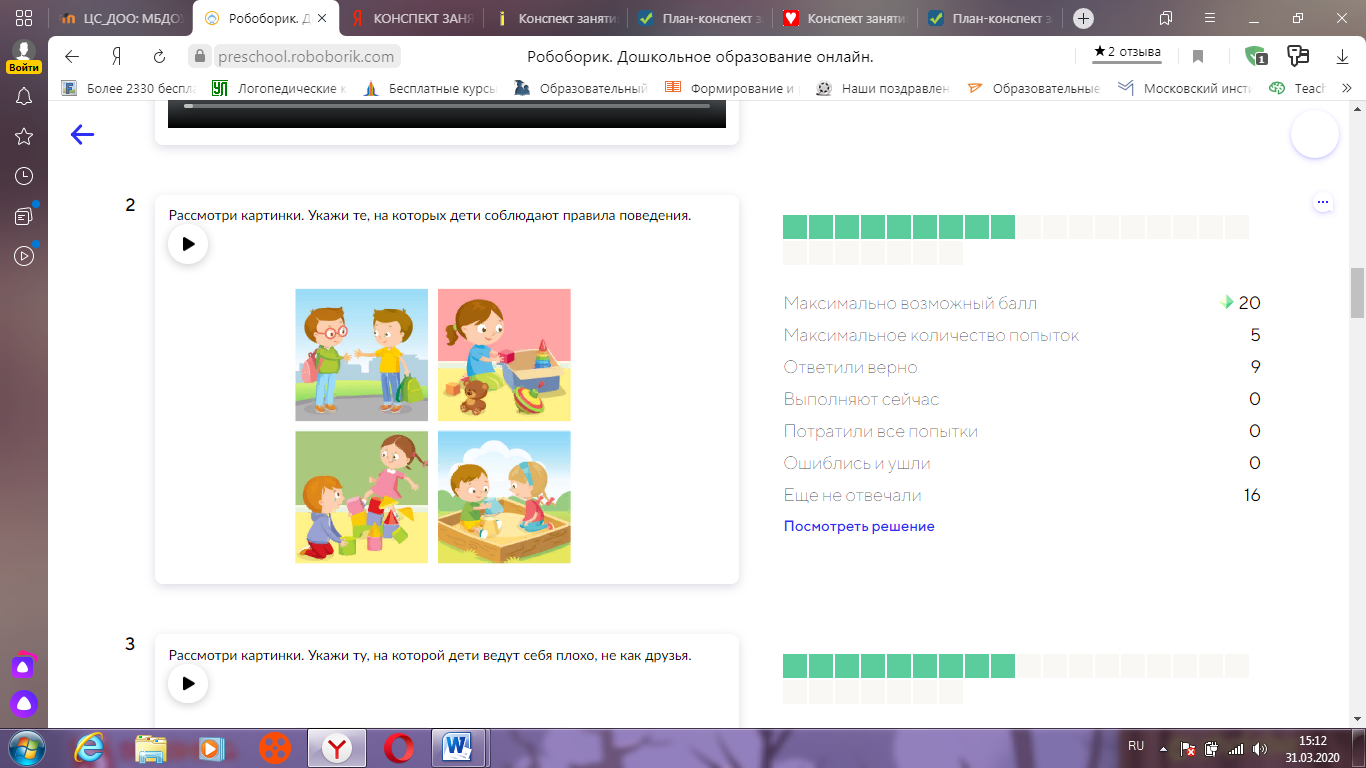 ЦС_ДОО: МБДО
Робоборик. Д
КОНСПЕКТ ЗАНЯ
Конспект заняти
План-конспект з
Конспект заняти
План-конспект з
Войти
preschool.roboborik.com
Робоборик. Дошкольное образование онлайн.
★ 2 отзыва
1
Более 2330 беспл
Логопедические к
Бесплатные курсы
Образовательный
Формирование и
Наши поздравлен
Образовательные
Московский инсти
Teach
2
Рассмотри картинки. Укажи те, на которых дети соблюдают правила поведения.
Максимально возможный балл 20
Максимальное количество попыток 5
Ответили верно 9
Выполняют сейчас 0
Потратили все попытки 0
Ошиблись и ушли 0
Еще не отвечали 16
Посмотреть решение
3
Рассмотри картинки. Укажи ту, на которой дети ведут себя плохо, не как друзья.
RU
15:12
31.03.2020